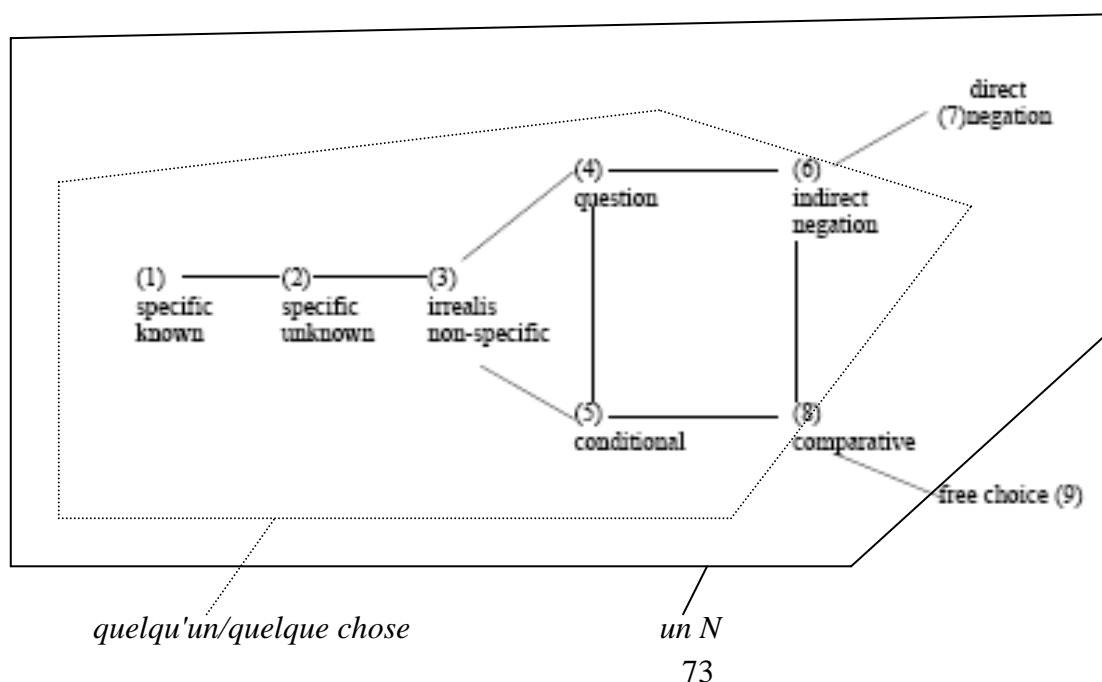 direct
(7)negation
(4)
question
(6)
indirect
negation
(1)
specific
known
(2)
specific
unknown
(3)
irrealis
non-specific
(5)
conditional
(8)
comparative
free choice (9)
quelqu'un/quelque chose
un N
73